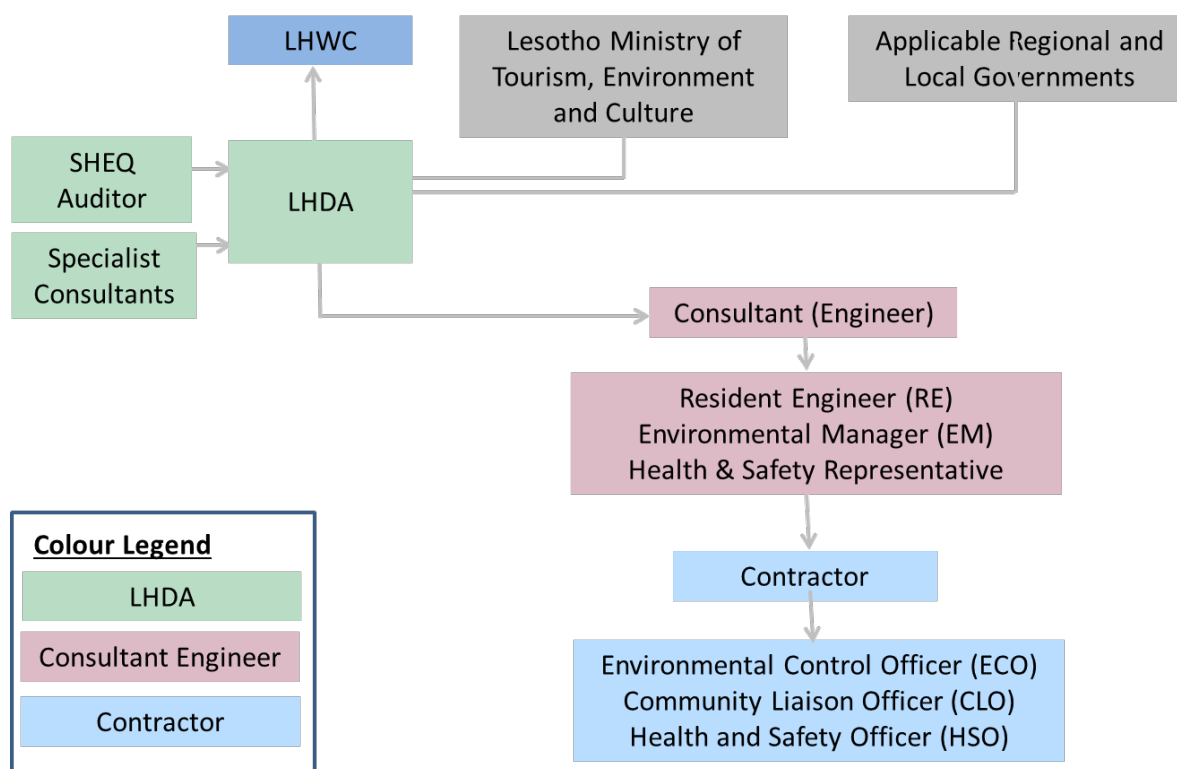 LHWC
Lesotho Ministry of
Tourism, Environment
and Culture
Applicable Regional and
Local Governments
SHEQ
Auditor
LHDA
Specialist
Consultants
Consultant (Engineer)
Resident Engineer (RE)
Environmental Manager (EM)
Health & Safety Representative
Colour Legend
LHDA
Consultant Engineer
Contractor
Contractor
Environmental Control Officer (ECO)
Community Liaison Officer (CLO)
Health and Safety Officer (HSO)